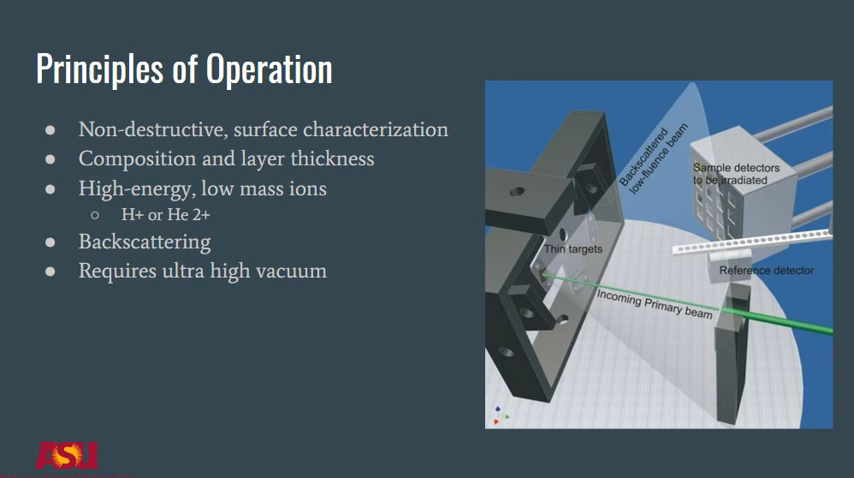 Principles of Operation
● Non-destructive, surface characterization
● Composition and layer thickness
● High-energy, low mass ions
○ H+ or He 2+
● Backscattering
● Requires ultra high vacuum
Backscattered
low-fluence beam
Sample detectors
to be irradiated
Thin targets
Reference detector
Incoming Primary beam
ASU